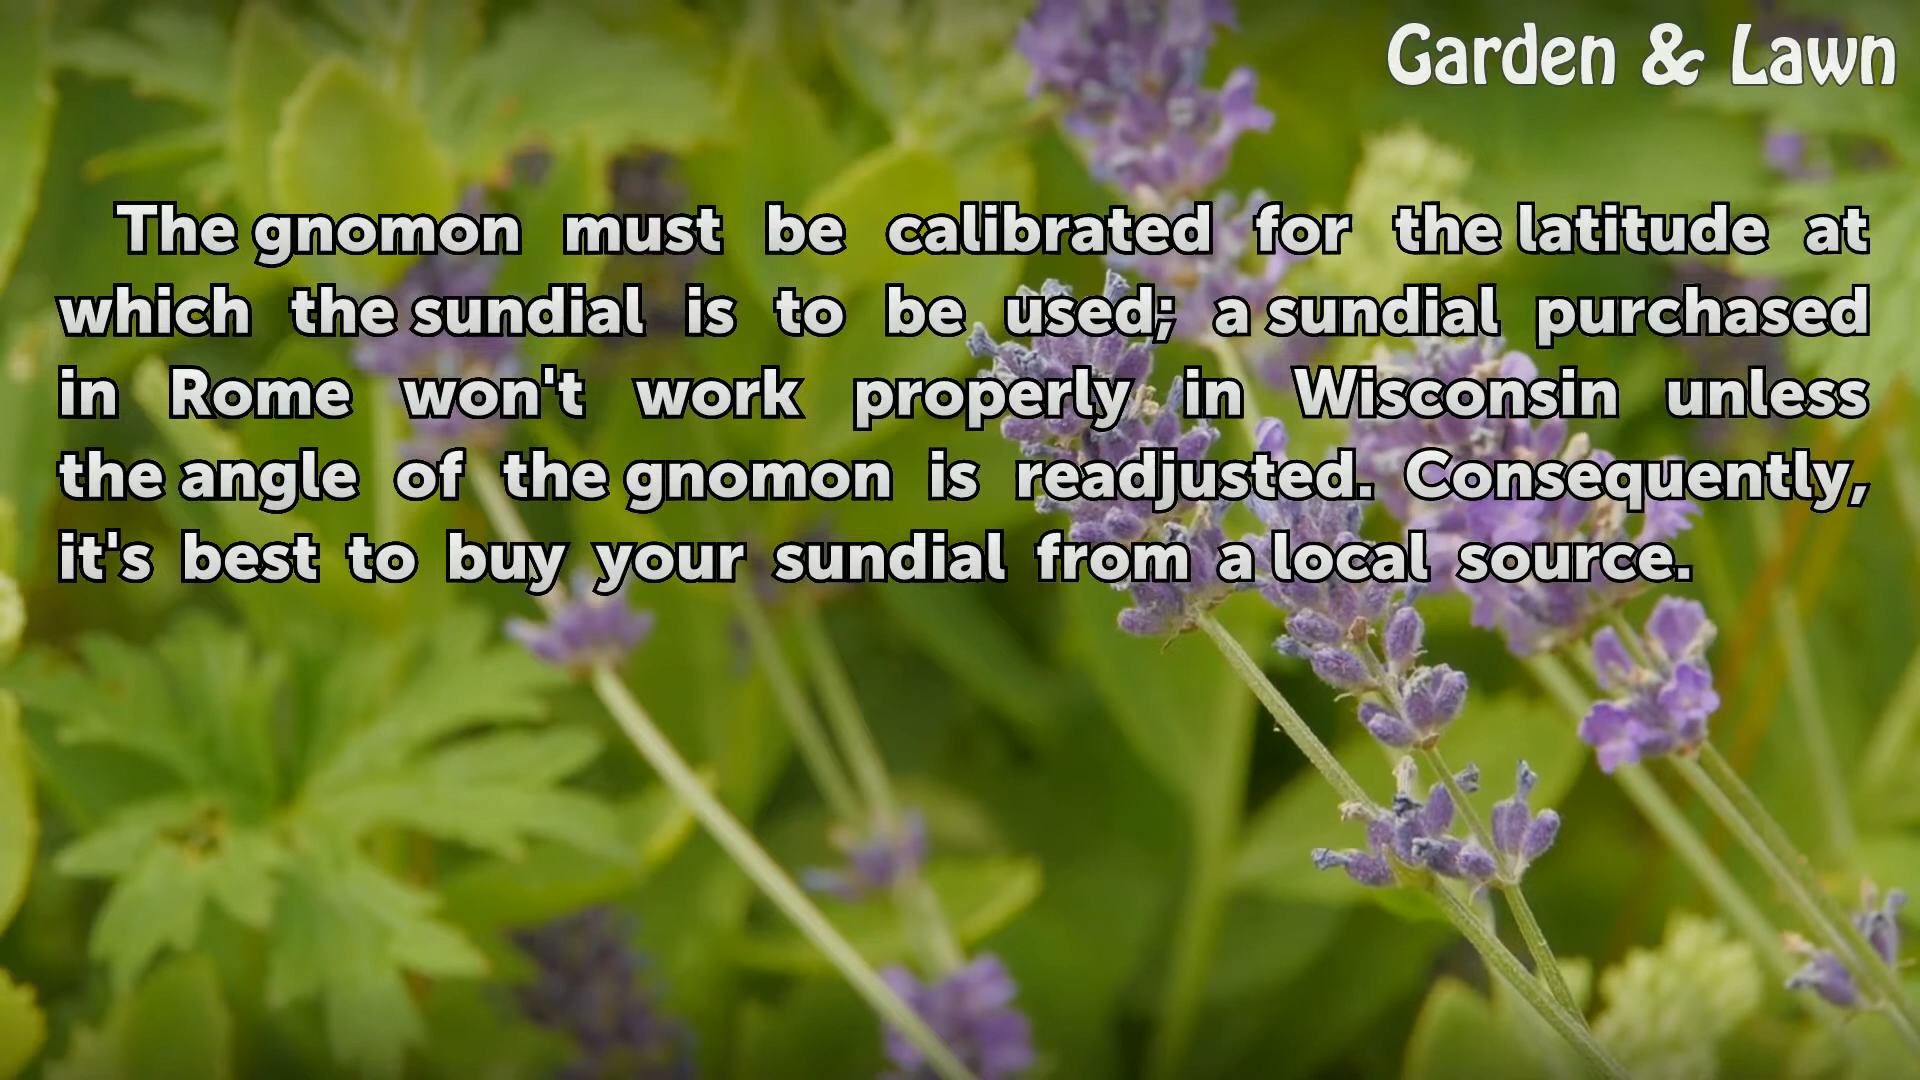 Garden & Lawn
The gnomon must be calibrated for the latitude at
which the sundial is to be used; a sundial purchased
in Rome won't work properly in Wisconsin unless
the angle of the gnomon is readjusted. Consequently,
it's best to buy your sundial from a local source.